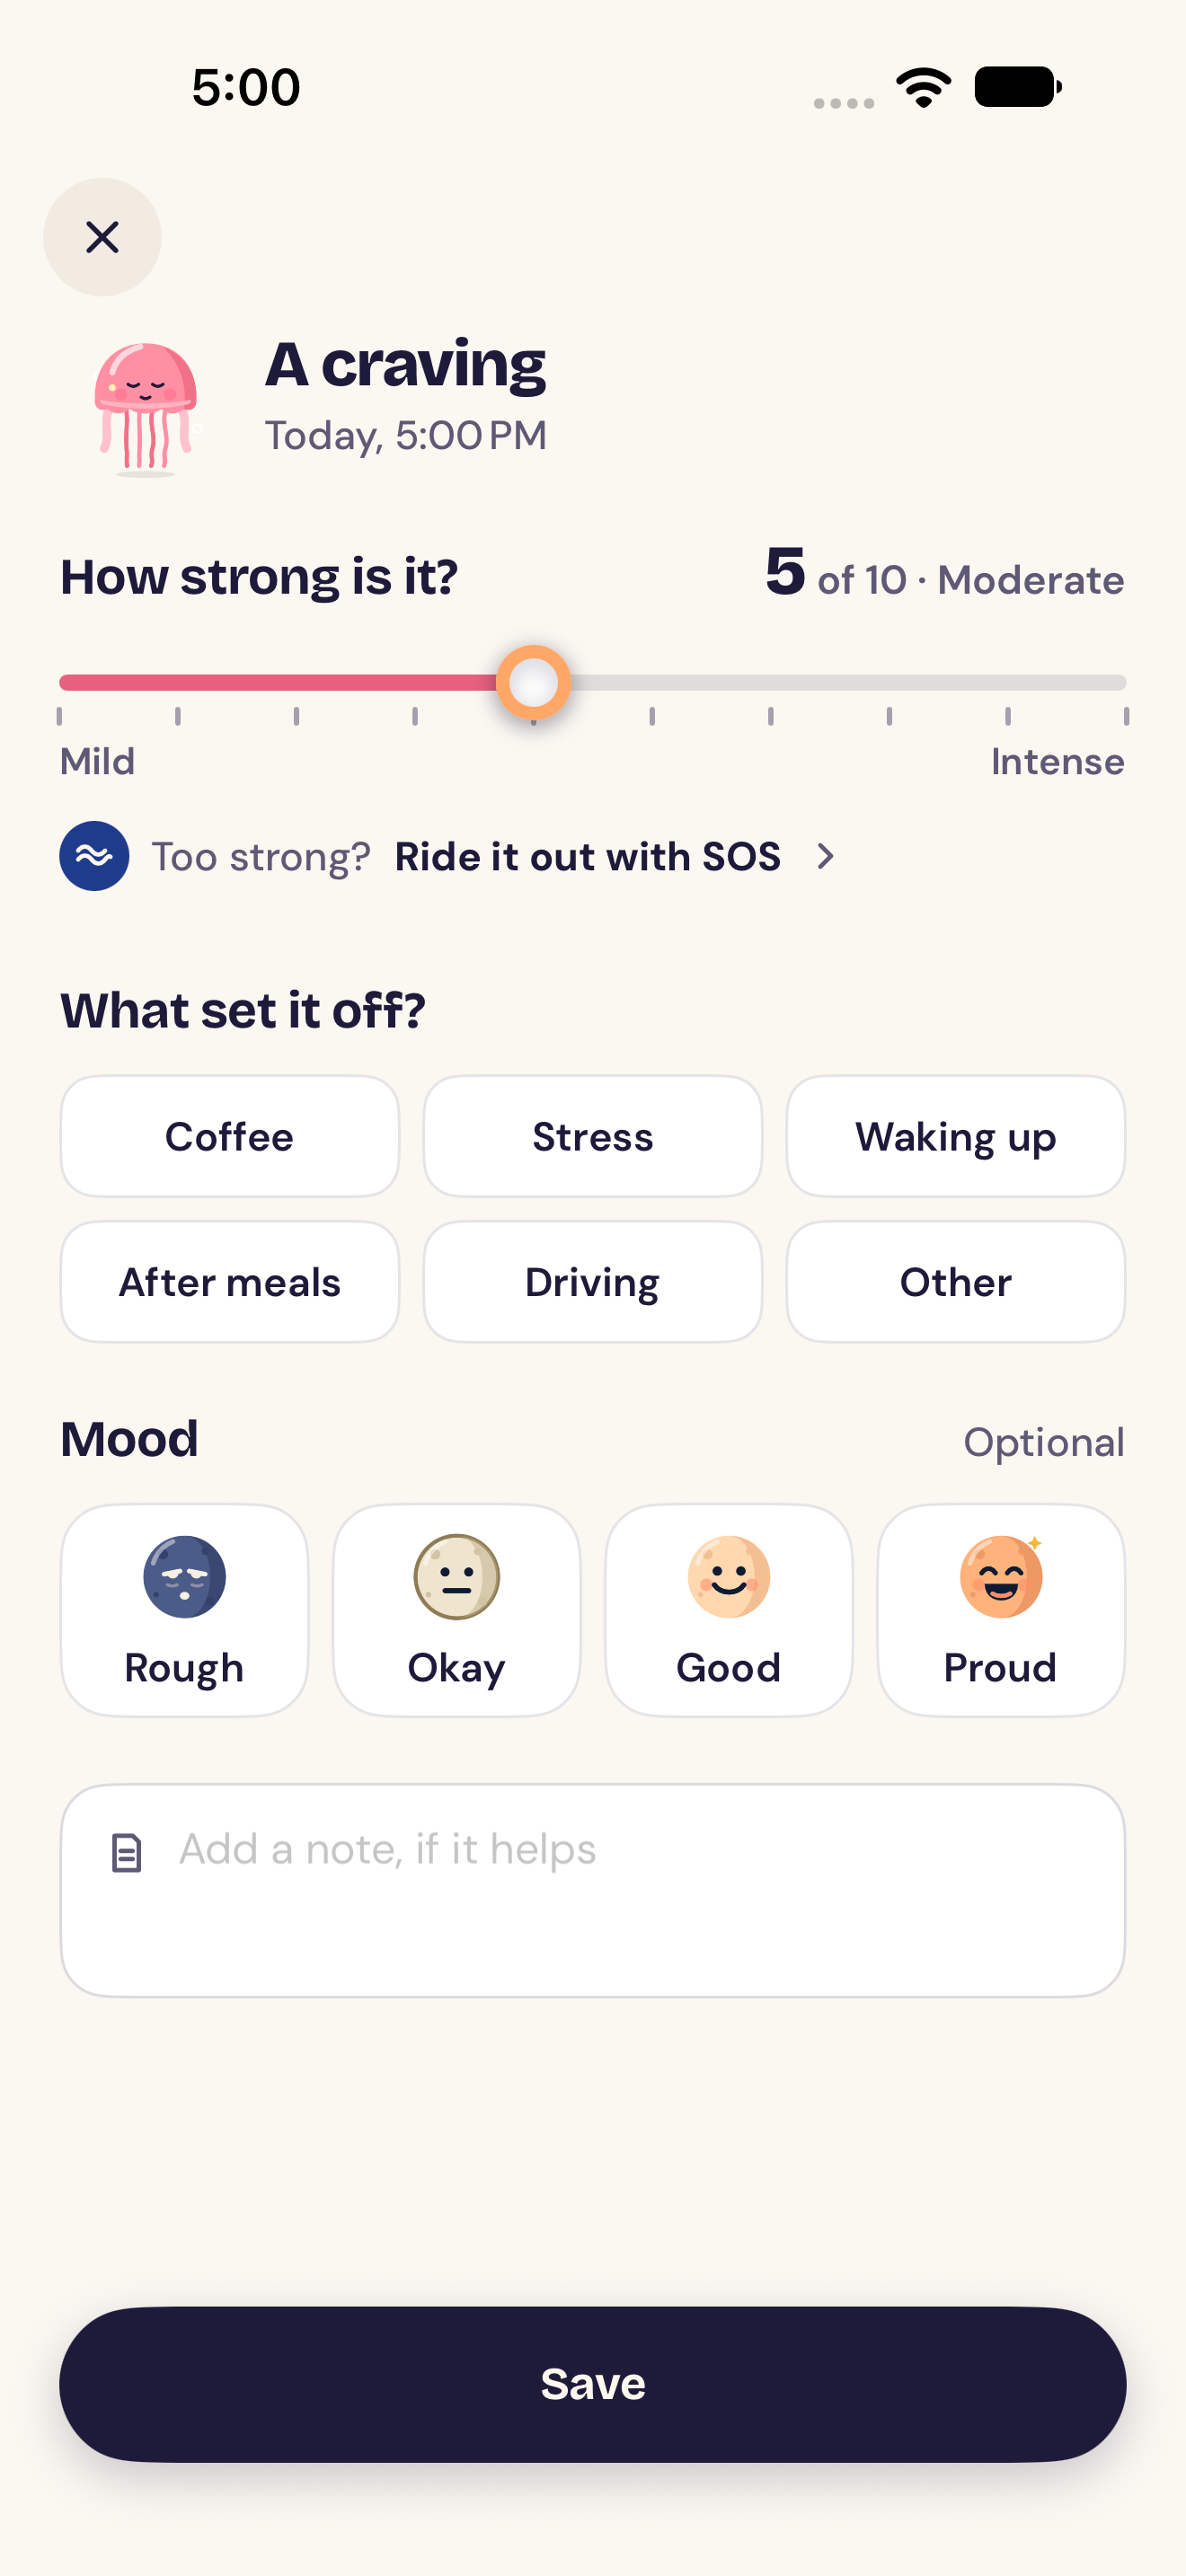 5:00
A craving
Today, 5:00 PM
How strong is it?
5 of 10 · Moderate
Mild
Intense
Too strong? Ride it out with SOS
What set it off?
Coffee
Stress
Waking up
After meals
Driving
Other
Mood
Optional
Rough
Okay
Good
Proud
Add a note, if it helps
Save